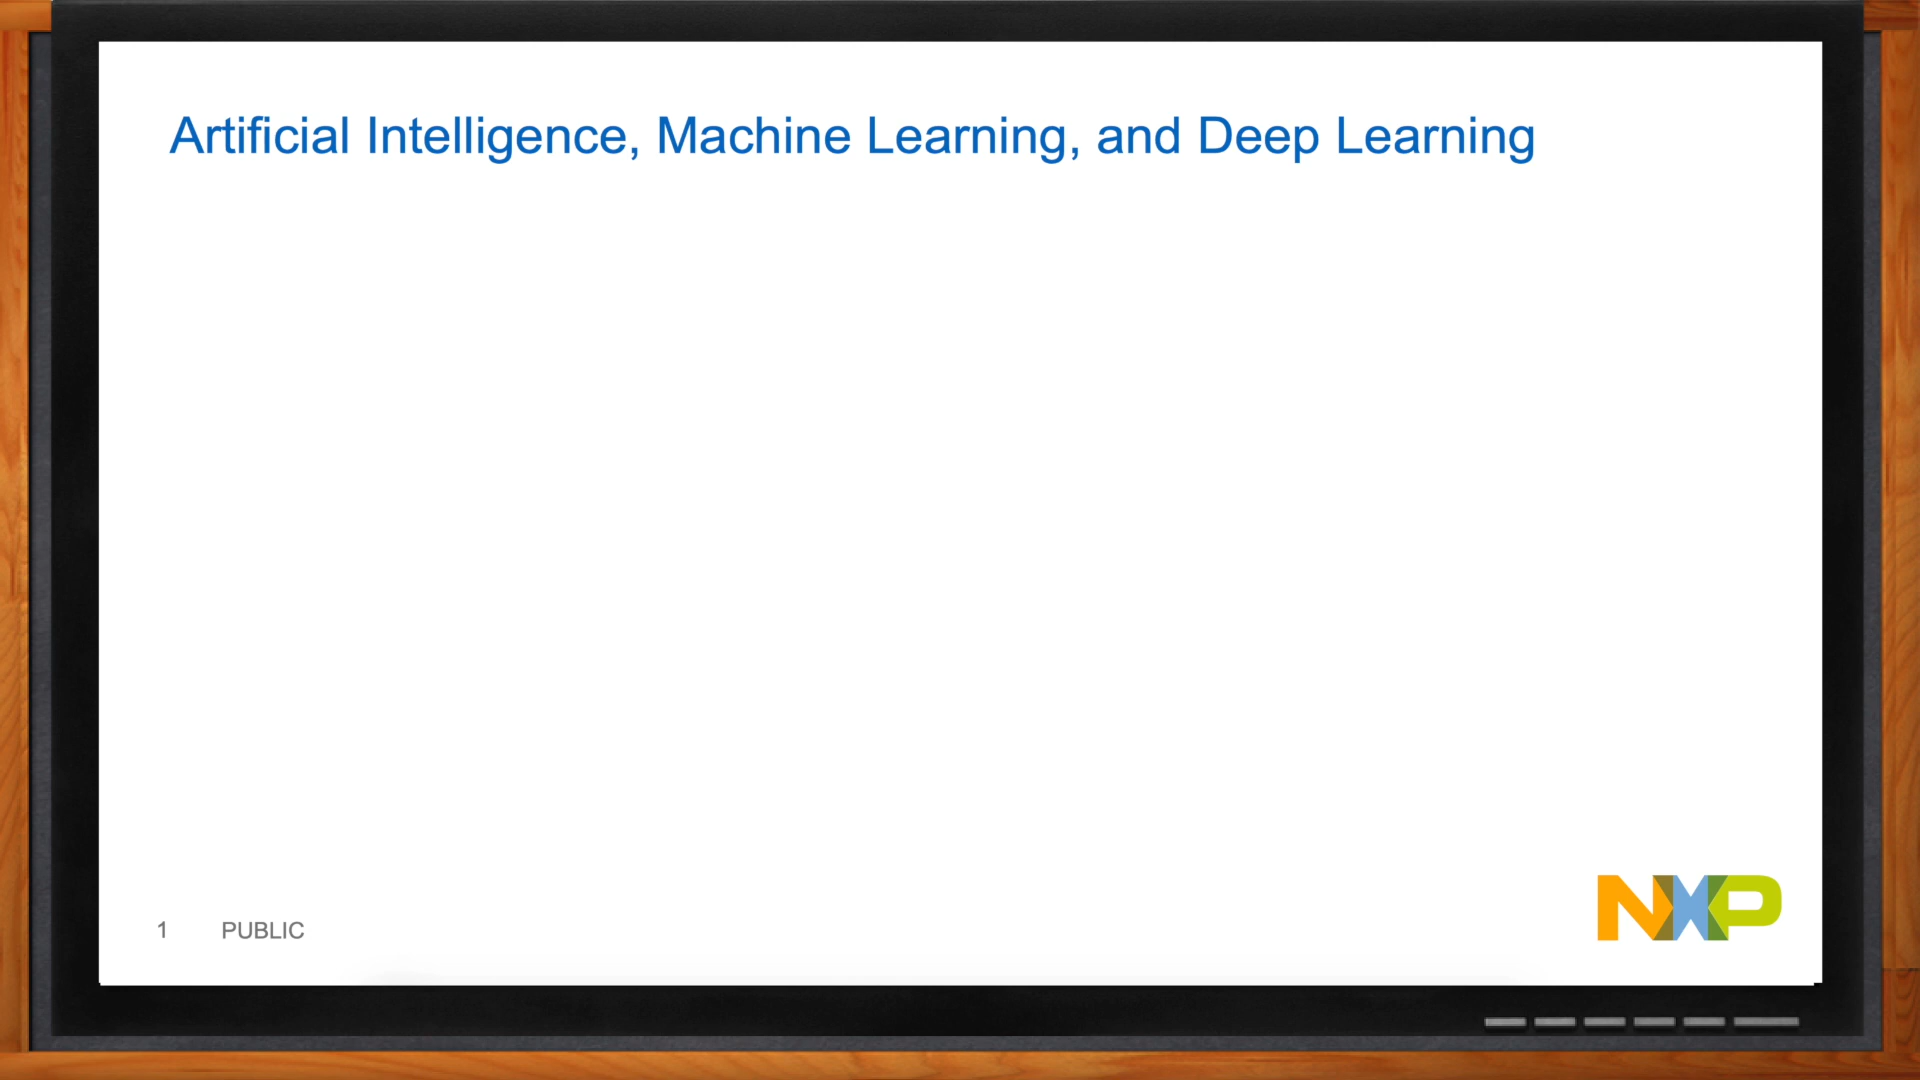 Artificial Intelligence, Machine Learning, and Deep Learning
1 PUBLIC
NXP